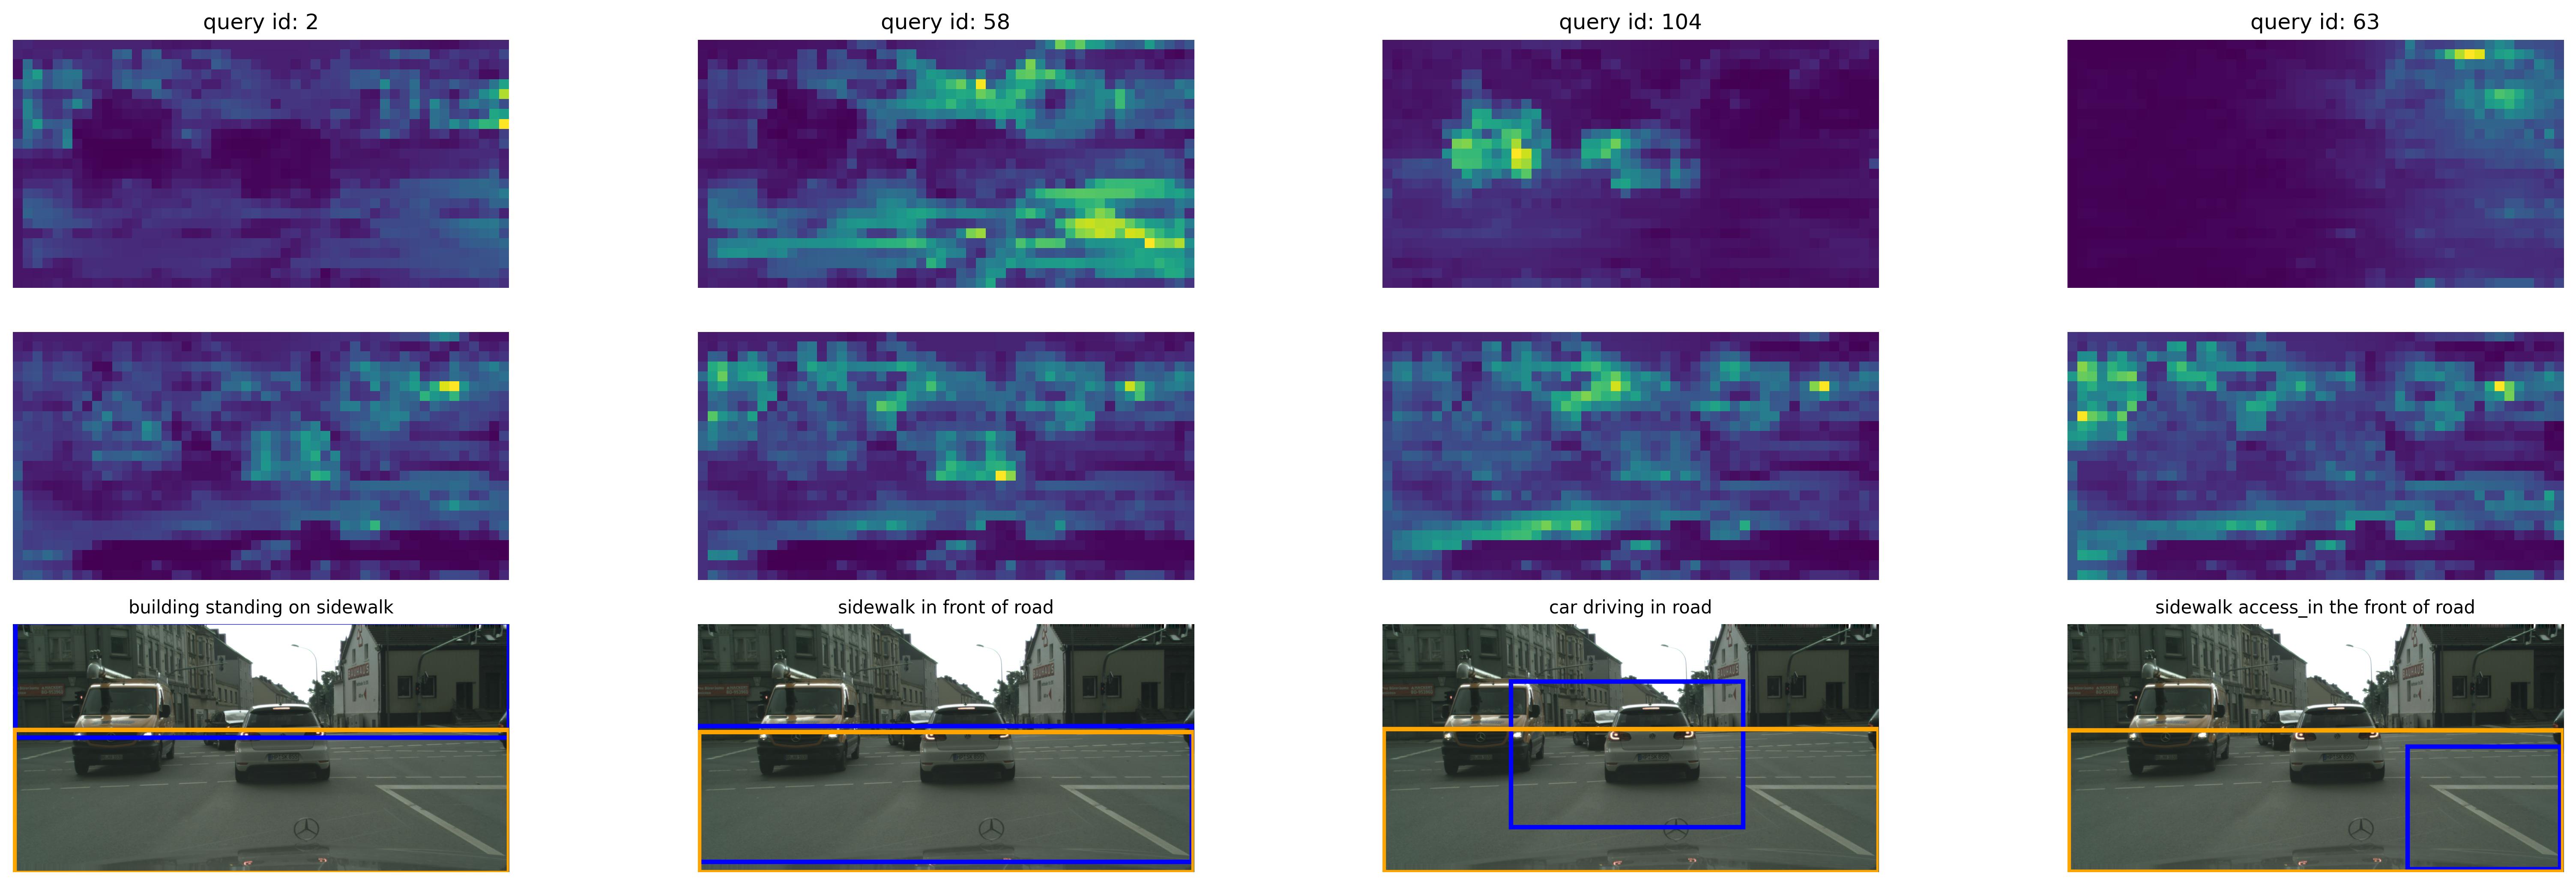 query id: 2
query id: 58
query id: 104
query id: 63
building standing on sidewalk
sidewalk in front of road
car driving in road
sidewalk access_in the front of road